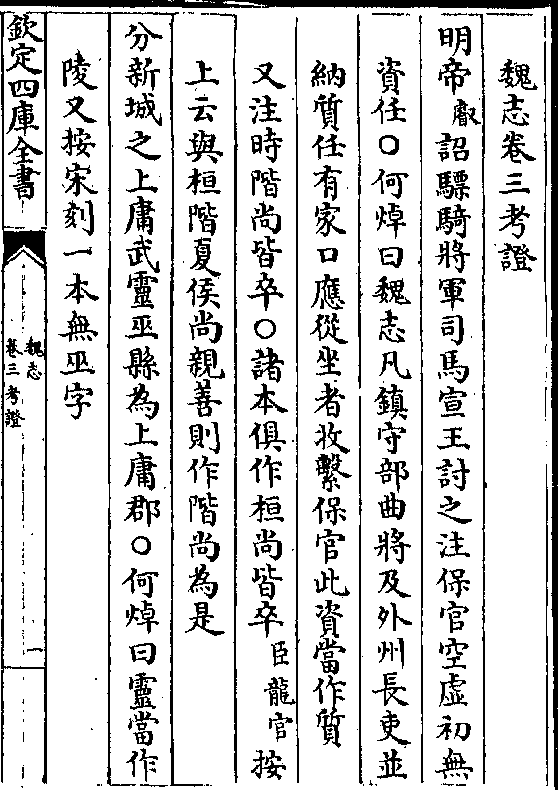 魏志卷三考證
明帝叡詔驃騎將軍司馬宣王討之注保官空虛初無
資任○何焯曰魏志凡鎮守部曲將及外州長吏並
納質任有家口應從坐者收繫保官此資當作質
又注時階尚皆卒○諸本俱作桓尚皆卒臣龍官按
上云與桓階夏侯尚親善則作階尚為是
分新城之上庸武靈巫縣為上庸郡○何焯曰靈當作
陵又按宋刻一本無巫字
欽定四庫全書
魏志
卷三考證
一